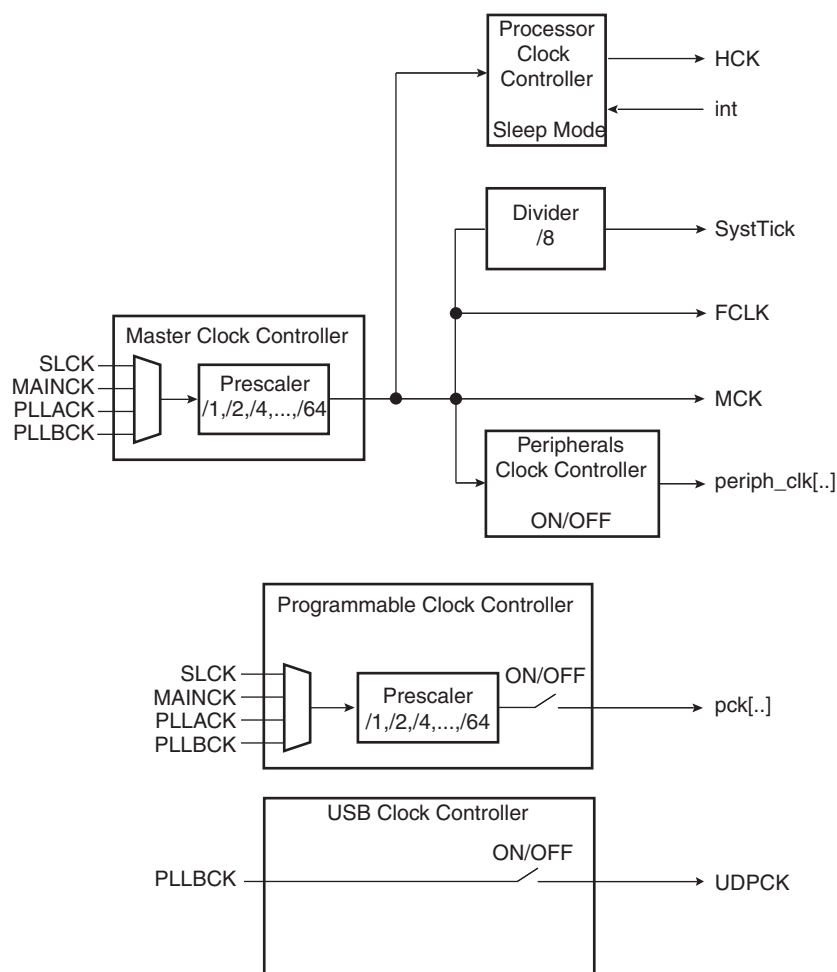 Processor
Clock
Controller
Sleep Mode
HCK
int
Divider
/8
SystTick
FCLK
Master Clock Controller
SLCK
MAINCK
PLLACK
PLLBCK
Prescaler
/1,/2,/4,...,/64
MCK
Peripherals
Clock Controller
ON/OFF
periph_clk[..]
Programmable Clock Controller
SLCK
MAINCK
PLLACK
PLLBCK
Prescaler
/1,/2,/4,...,/64
ON/OFF
pck[..]
USB Clock Controller
ON/OFF
PLLBCK
UDPCK